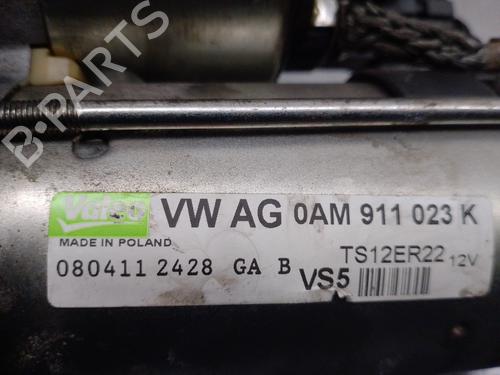 B-PARTS
Valeo VW AG 0AM 911 023 K
MADE IN POLAND
TS12ER22 12V
080411 2428 GA B
VS5